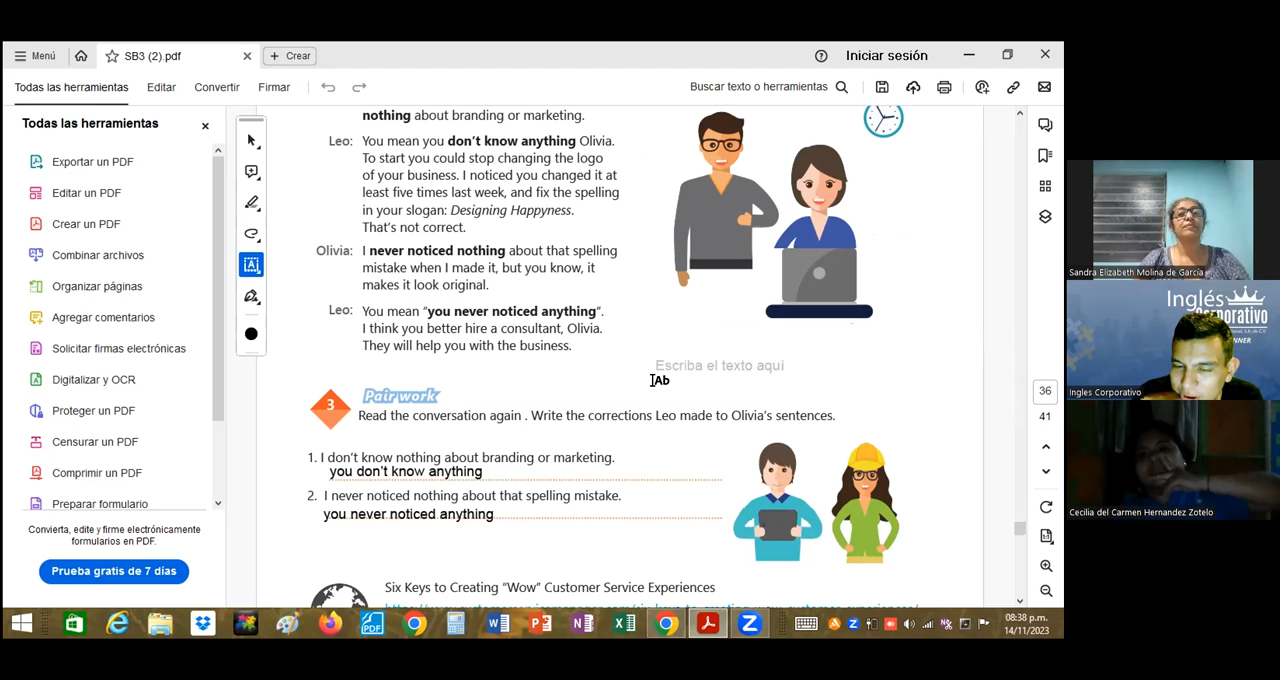 Menú
SB3 (2).pdf
Crear
Iniciar sesión
Todas las herramientas
Editar
Convertir
Firmar
Buscar texto o herramientas
Todas las herramientas
Exportar un PDF
Editar un PDF
Crear un PDF
Combinar archivos
Organizar páginas
Agregar comentarios
Solicitar firmas electrónicas
Digitalizar y OCR
Proteger un PDF
Censurar un PDF
Comprimir un PDF
Preparar formulario
Convierta, edite y firme electrónicamente
formularios en PDF.
Prueba gratis de 7 días
nothing about branding or marketing.
Leo: You mean you don't know anything Olivia.
To start you could stop changing the logo
of your business. I noticed you changed it at
least five times last week, and fix the spelling
in your slogan: Designing Happyness.
That's not correct.
Olivia: I never noticed nothing about that spelling
mistake when I made it, but you know, it
makes it look original.
Leo: You mean "you never noticed anything".
I think you better hire a consultant, Olivia.
They will help you with the business.
Escriba el texto aquí
Ab
3
Pair work
Read the conversation again . Write the corrections Leo made to Olivia's sentences.
1. I don't know nothing about branding or marketing.
you don't know anything
2. I never noticed nothing about that spelling mistake.
you never noticed anything
Six Keys to Creating "Wow" Customer Service Experiences
36
41
Sandra Elizabeth Molina de García
Inglés
Corporativo
Ingles Corporativo
Cecilia del Carmen Hernandez Zotelo
08:38 p.m.
14/11/2023